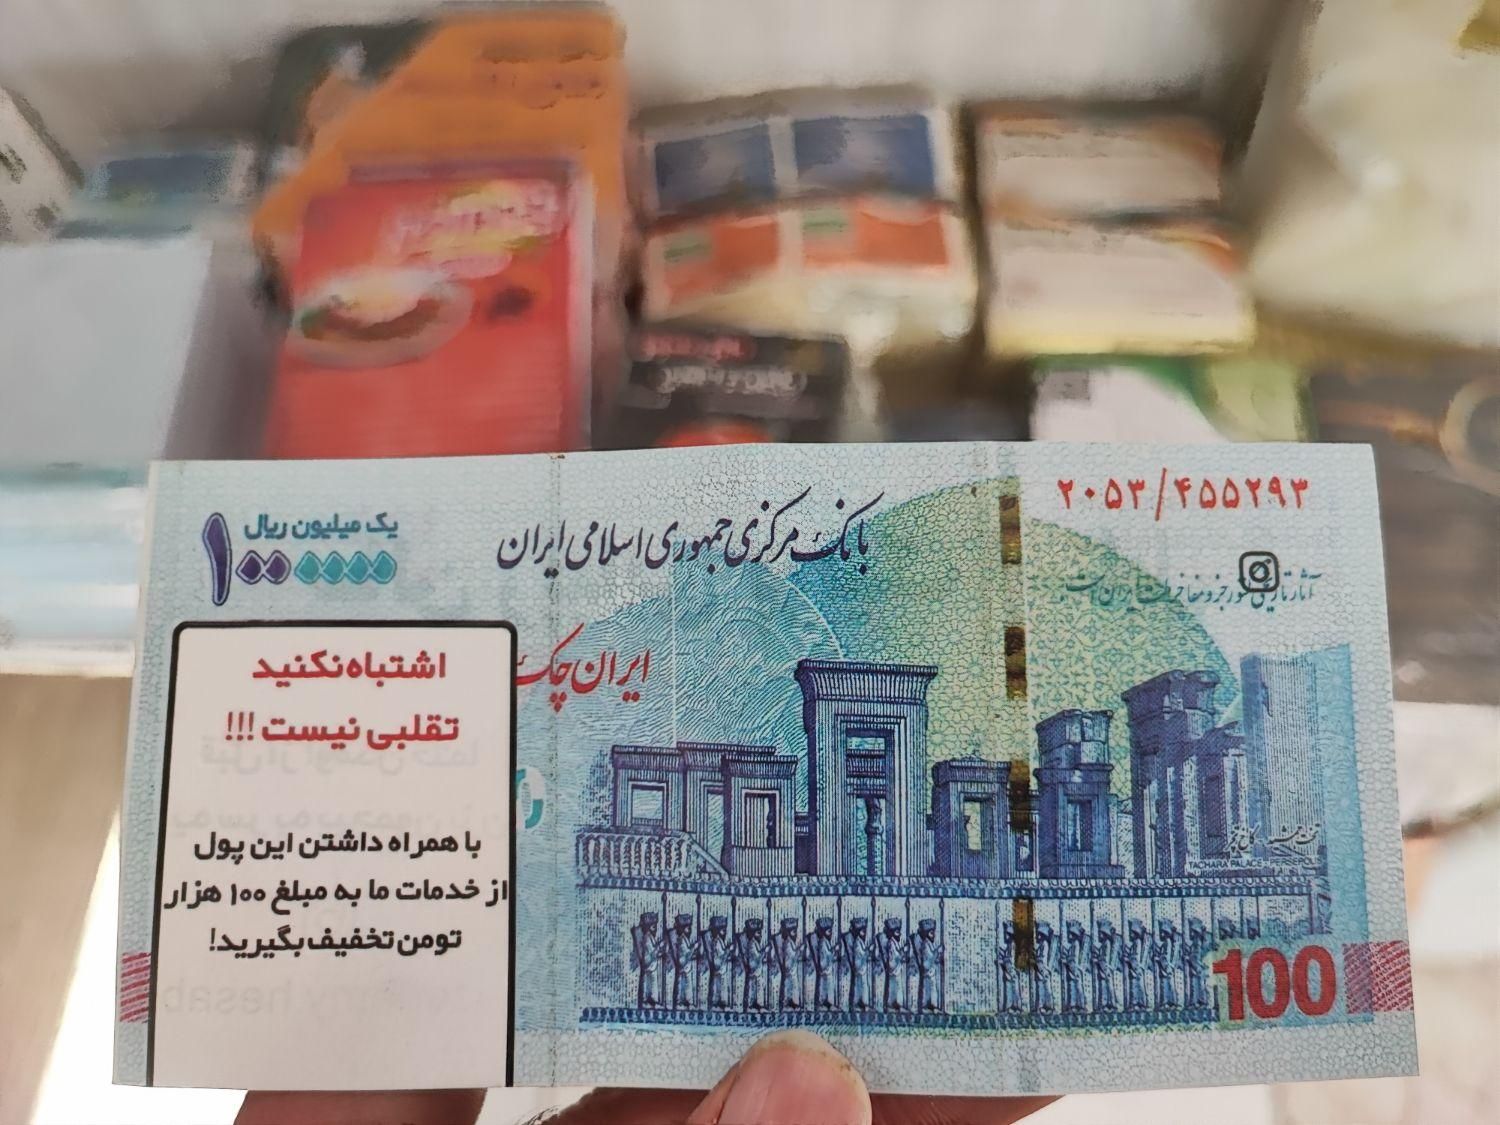 ۲۰۵۳/۴۵۵۲۹۳
بانک مرکزی جمهوری اسلامی ایران
یک میلیون ریال
۱۰۰۰۰۰۰
ایران چک
اشتباه نکنید
تقلبی نیست !!!
با همراه داشتن این پول
از خدمات ما به مبلغ ۱۰۰ هزار
تومن تخفیف بگیرید!
TACHARA PALACE - PERSEPOL
100